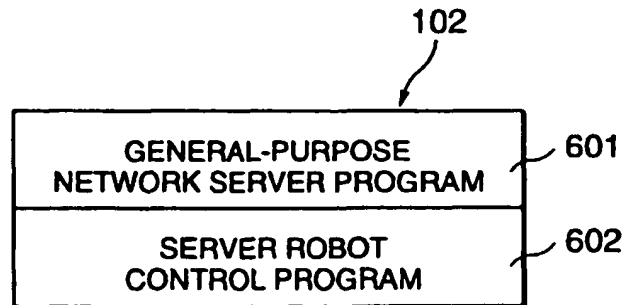 102
GENERAL-PURPOSE
NETWORK SERVER PROGRAM
601
SERVER ROBOT
CONTROL PROGRAM
602